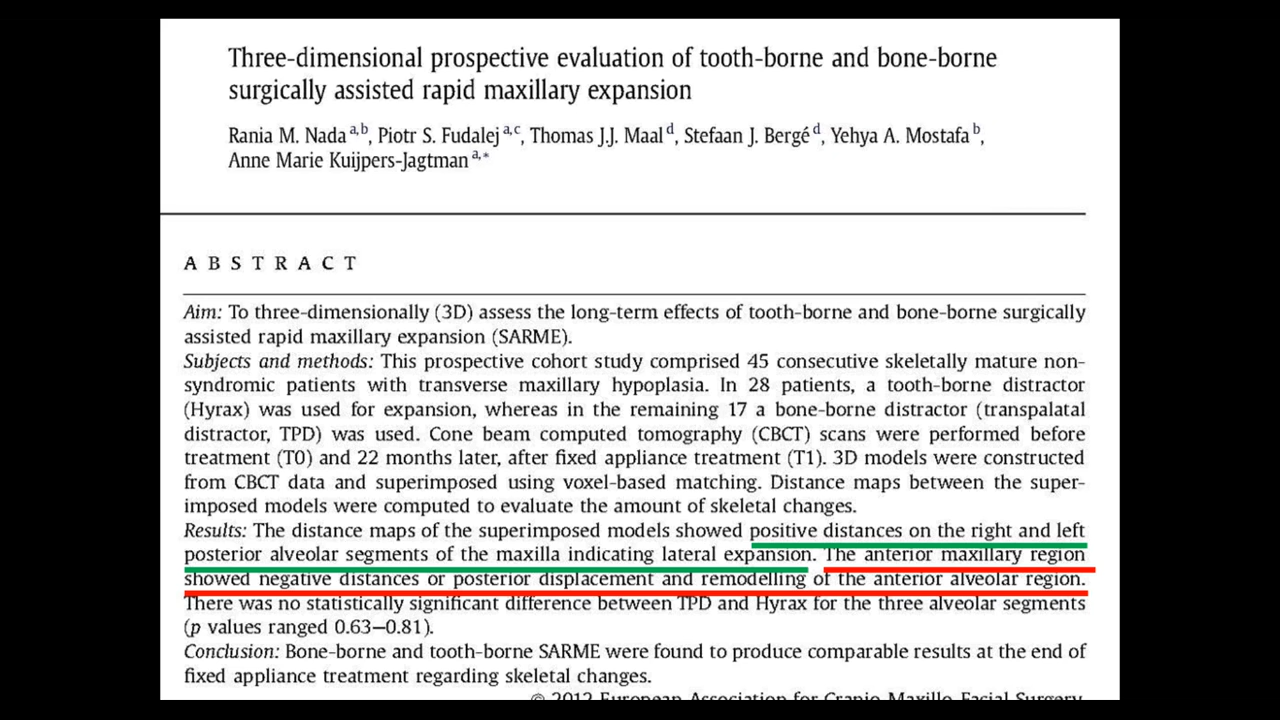 Three-dimensional prospective evaluation of tooth-borne and bone-borne
surgically assisted rapid maxillary expansion
Rania M. Nada a,b, Piotr S. Fudalej a,c, Thomas J.J. Maal d, Stefaan J. Bergé d, Yehya A. Mostafa b,
Anne Marie Kuijpers-Jagtman a,*
A B S T R A C T
Aim: To three-dimensionally (3D) assess the long-term effects of tooth-borne and bone-borne surgically
assisted rapid maxillary expansion (SARME).
Subjects and methods: This prospective cohort study comprised 45 consecutive skeletally mature non-
syndromic patients with transverse maxillary hypoplasia. In 28 patients, a tooth-borne distractor
(Hyrax) was used for expansion, whereas in the remaining 17 a bone-borne distractor (transpalatal
distractor, TPD) was used. Cone beam computed tomography (CBCT) scans were performed before
treatment (T0) and 22 months later, after fixed appliance treatment (T1). 3D models were constructed
from CBCT data and superimposed using voxel-based matching. Distance maps between the super-
imposed models were computed to evaluate the amount of skeletal changes.
Results: The distance maps of the superimposed models showed positive distances on the right and left
posterior alveolar segments of the maxilla indicating lateral expansion. The anterior maxillary region
showed negative distances or posterior displacement and remodelling of the anterior alveolar region.
There was no statistically significant difference between TPD and Hyrax for the three alveolar segments
(p values ranged 0.63–0.81).
Conclusion: Bone-borne and tooth-borne SARME were found to produce comparable results at the end of
fixed appliance treatment regarding skeletal changes.
© 2012 European Association for Cranio-Maxillo-Facial Surgery.